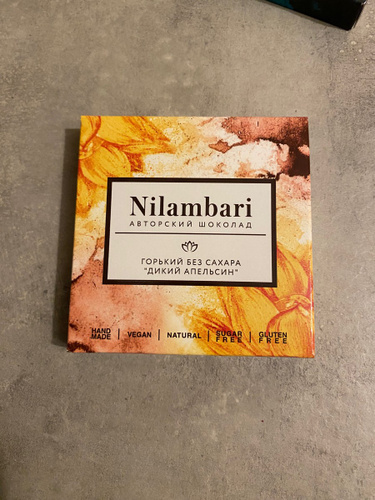 Nilambari
АВТОРСКИЙ ШОКОЛАД
ГОРЬКИЙ БЕЗ САХАРА
"ДИКИЙ АПЕЛЬСИН"
HAND MADE | VEGAN | NATURAL | SUGAR FREE | GLUTEN FREE